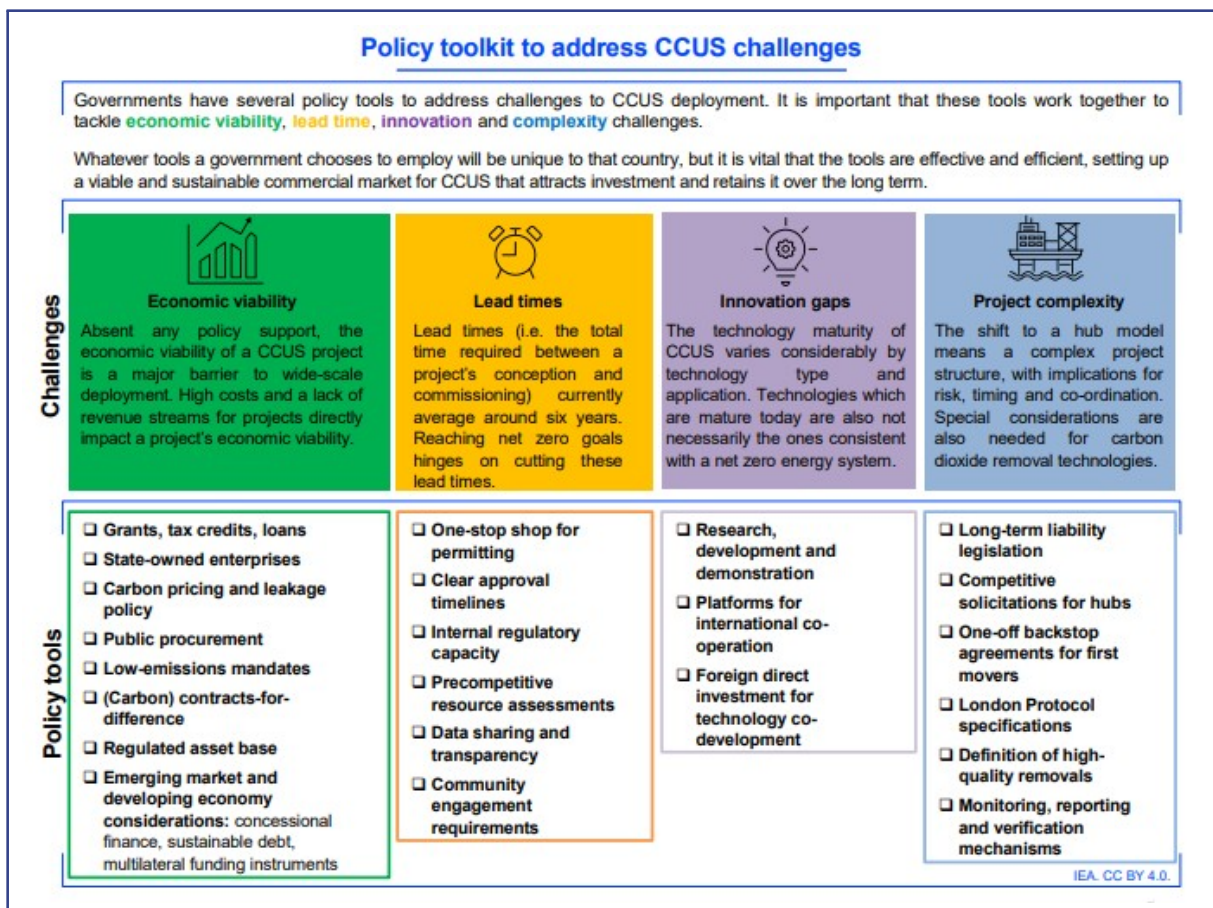 Policy toolkit to address CCUS challenges
Governments have several policy tools to address challenges to CCUS deployment. It is important that these tools work together to
tackle economic viability, lead time, innovation and complexity challenges.
Whatever tools a government chooses to employ will be unique to that country, but it is vital that the tools are effective and efficient, setting up
a viable and sustainable commercial market for CCUS that attracts investment and retains it over the long term.
Challenges
Economic viability
Absent any policy support, the
economic viability of a CCUS project
is a major barrier to wide-scale
deployment. High costs and a lack of
revenue streams for projects directly
impact a project's economic viability.
Lead times
Lead times (i.e. the total
time required between a
project's conception and
commissioning) currently
average around six years.
Reaching net zero goals
hinges on cutting these
lead times.
Innovation gaps
The technology maturity of
CCUS varies considerably by
technology type and
application. Technologies which
are mature today are also not
necessarily the ones consistent
with a net zero energy system.
Project complexity
The shift to a hub model
means a complex project
structure, with implications for
risk, timing and co-ordination.
Special considerations are
also needed for carbon
dioxide removal technologies.
Policy tools
❑ Grants, tax credits, loans
❑ State-owned enterprises
❑ Carbon pricing and leakage
policy
❑ Public procurement
❑ Low-emissions mandates
❑ (Carbon) contracts-for-
difference
❑ Regulated asset base
❑ Emerging market and
developing economy
considerations: concessional
finance, sustainable debt,
multilateral funding instruments
❑ One-stop shop for
permitting
❑ Clear approval
timelines
❑ Internal regulatory
capacity
❑ Precompetitive
resource assessments
❑ Data sharing and
transparency
❑ Community
engagement
requirements
❑ Research,
development and
demonstration
❑ Platforms for
international co-
operation
❑ Foreign direct
investment for
technology co-
development
❑ Long-term liability
legislation
❑ Competitive
solicitations for hubs
❑ One-off backstop
agreements for first
movers
❑ London Protocol
specifications
❑ Definition of high-
quality removals
❑ Monitoring, reporting
and verification
mechanisms
IEA. CC BY 4.0.